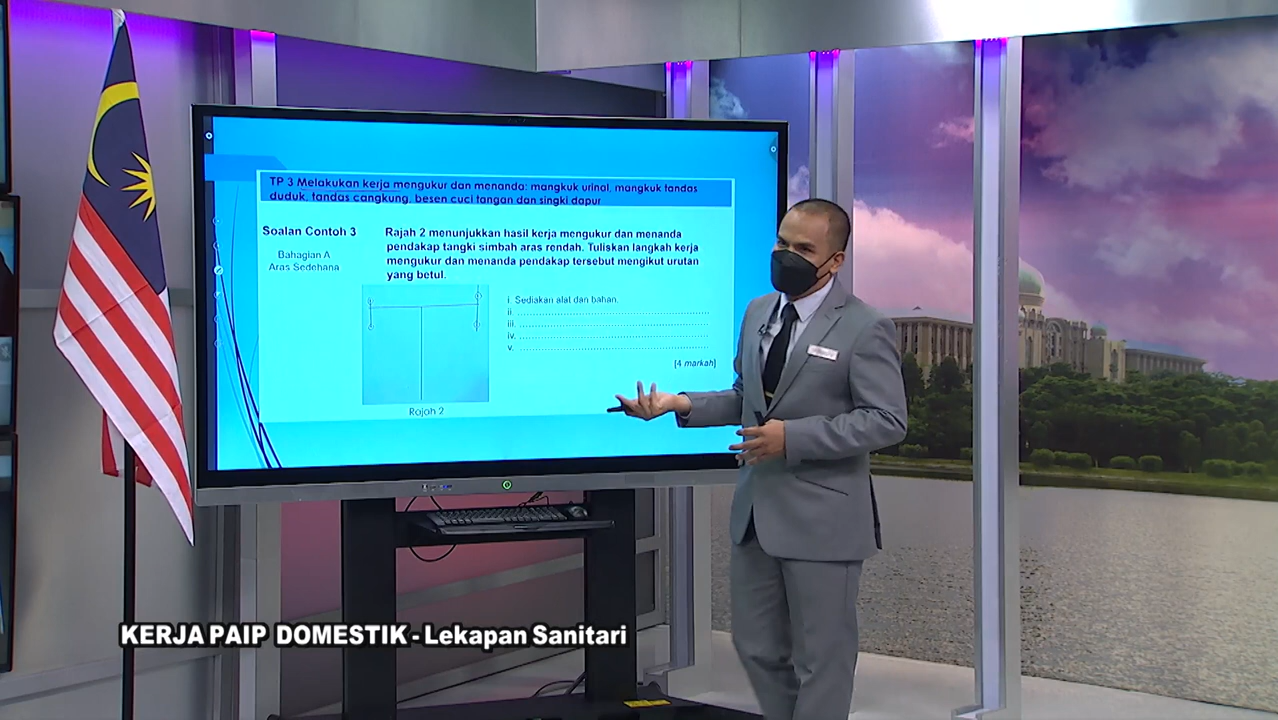 TP 3 Melakukan kerja mengukur dan menanda: mangkuk urinal, mangkuk tandas
duduk, tandas cangkung, besen cuci tangan dan singki dapur
Soalan Contoh 3
Bahagian A
Aras Sedehana
Rajah 2 menunjukkan hasil kerja mengukur dan menanda
pendakap tangki simbah aras rendah. Tuliskan langkah kerja
mengukur dan menanda pendakap tersebut mengikut urutan
yang betul.
i. Sediakan alat dan bahan.
ii. ........................................................
iii. ........................................................
iv. ........................................................
v. ........................................................
[4 markah]
Rajah 2
KERJA PAIP DOMESTIK - Lekapan Sanitari